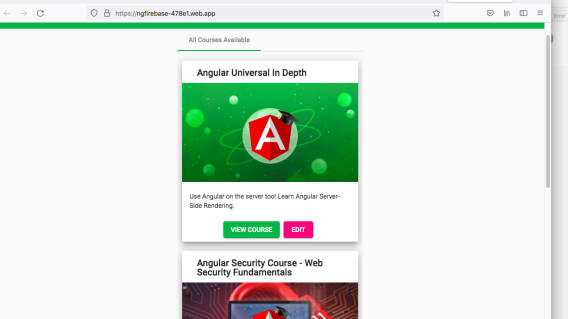 https://ngfirebase-478e1.web.app
Enter
All Courses Available
Angular Universal In Depth
A
Use Angular on the server too! Learn Angular Server-
Side Rendering.
VIEW COURSE EDIT
Angular Security Course - Web
Security Fundamentals